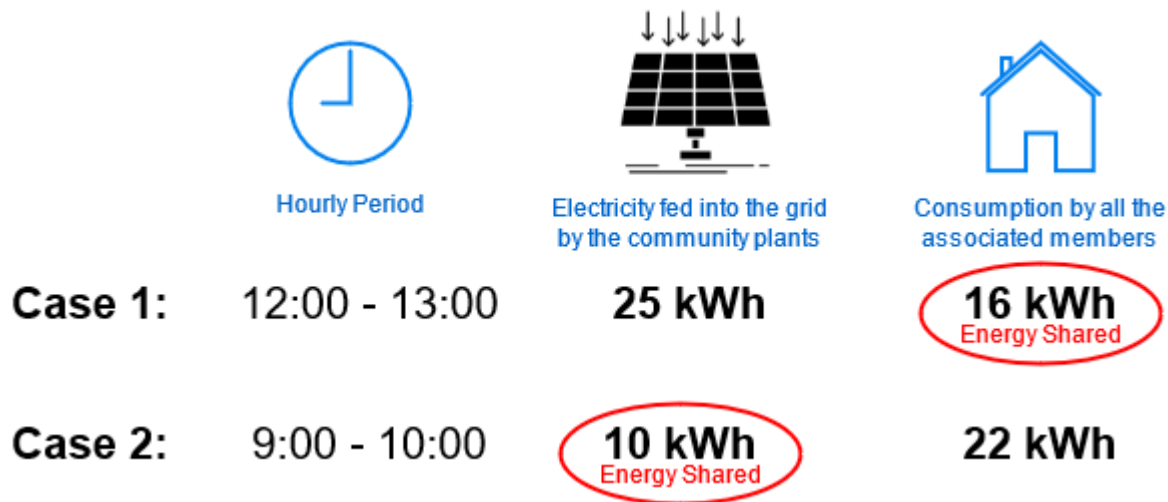 Hourly Period
Electricity fed into the grid
by the community plants
Consumption by all the
associated members
Case 1: 12:00 - 13:00 25 kWh 16 kWh
Energy Shared
Case 2: 9:00 - 10:00 10 kWh 22 kWh
Energy Shared